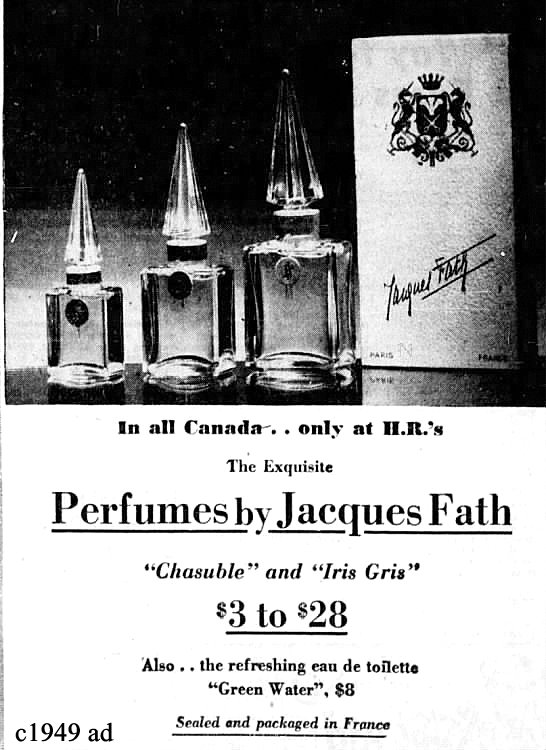 Jacques Fath
PARIS
FRANCE
In all Canada . . only at H.R.'s
The Exquisite
Perfumes by Jacques Fath
"Chasuble" and "Iris Gris"
$3 to $28
Also . . the refreshing eau de toilette
"Green Water", $8
Sealed and packaged in France
c1949 ad